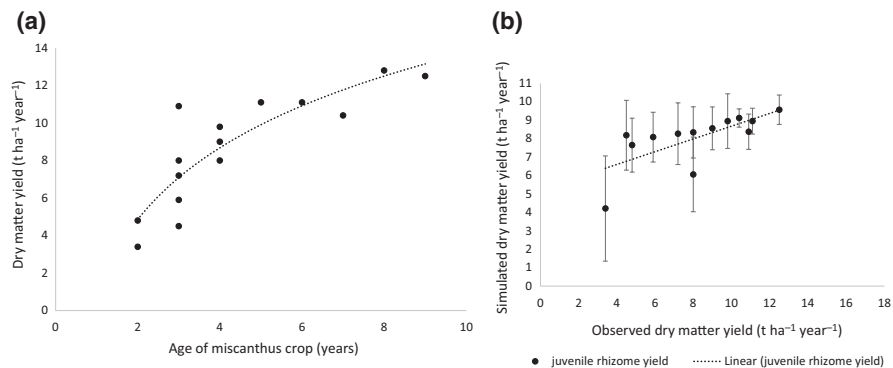 (a)
Dry matter yield (t ha⁻¹ year⁻¹)
14
12
10
8
6
4
2
0
0 2 4 6 8 10
Age of miscanthus crop (years)
(b)
Simulated dry matter yield (t ha⁻¹ year⁻¹)
11
10
9
8
7
6
5
4
3
2
1
0
0 2 4 6 8 10 12 14 16 18
Observed dry matter yield (t ha⁻¹ year⁻¹)
juvenile rhizome yield Linear (juvenile rhizome yield)